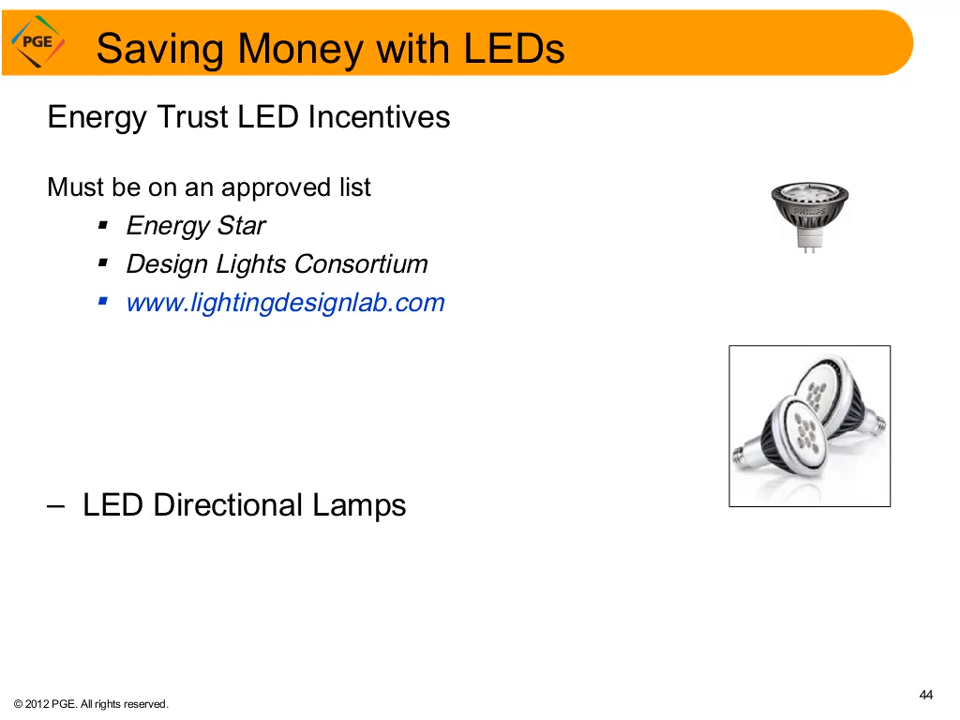 PGE
Saving Money with LEDs
Energy Trust LED Incentives
Must be on an approved list
▪ Energy Star
▪ Design Lights Consortium
▪ www.lightingdesignlab.com
PHILIPS
– LED Directional Lamps
© 2012 PGE. All rights reserved.
44